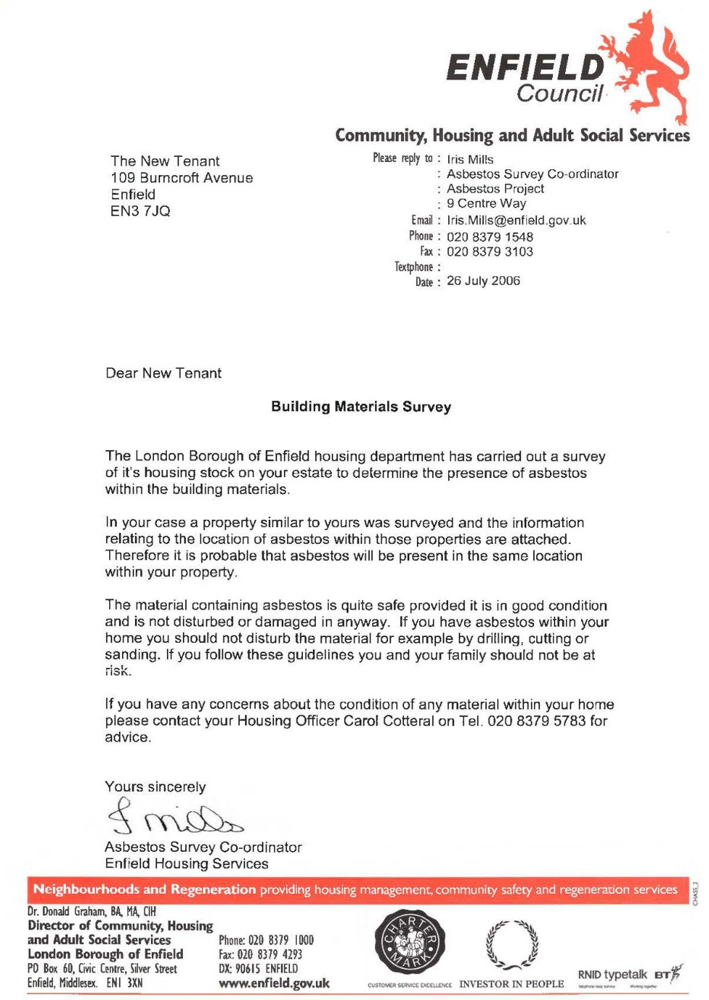 ENFIELD
Council
Community, Housing and Adult Social Services
The New Tenant
109 Burncroft Avenue
Enfield
EN3 7JQ
Please reply to : Iris Mills
: Asbestos Survey Co-ordinator
: Asbestos Project
: 9 Centre Way
Email : Iris.Mills@enfield.gov.uk
Phone : 020 8379 1548
Fax : 020 8379 3103
Textphone :
Date : 26 July 2006
Dear New Tenant
Building Materials Survey
The London Borough of Enfield housing department has carried out a survey
of it's housing stock on your estate to determine the presence of asbestos
within the building materials.
In your case a property similar to yours was surveyed and the information
relating to the location of asbestos within those properties are attached.
Therefore it is probable that asbestos will be present in the same location
within your property.
The material containing asbestos is quite safe provided it is in good condition
and is not disturbed or damaged in anyway. If you have asbestos within your
home you should not disturb the material for example by drilling, cutting or
sanding. If you follow these guidelines you and your family should not be at
risk.
If you have any concerns about the condition of any material within your home
please contact your Housing Officer Carol Cotteral on Tel. 020 8379 5783 for
advice.
Yours sincerely
I mills
Asbestos Survey Co-ordinator
Enfield Housing Services
Neighbourhoods and Regeneration providing housing management, community safety and regeneration services
CHASS_2
Dr. Donald Graham, BA, MA, CIH
Director of Community, Housing
and Adult Social Services
London Borough of Enfield
PO Box 60, Civic Centre, Silver Street
Enfield, Middlesex. EN1 3XN
Phone: 020 8379 1000
Fax: 020 8379 4293
DX: 90615 ENFIELD
www.enfield.gov.uk
CHARTER MARK
CUSTOMER SERVICE EXCELLENCE
INVESTOR IN PEOPLE
RNID typetalk BT
telephone relay service Working together